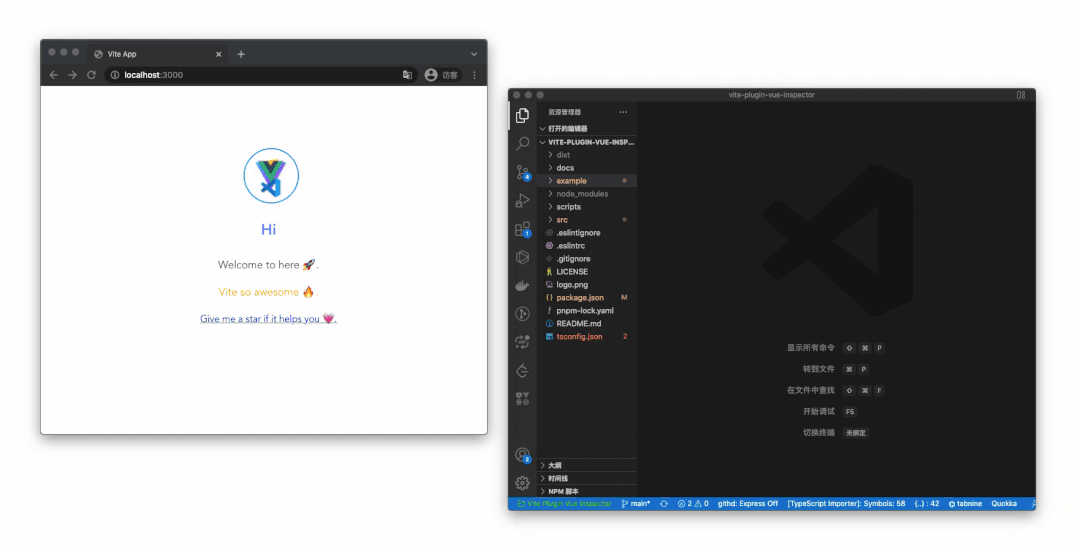 Vite App
localhost:3000
访客
Hi
Welcome to here 🚀.
Vite so awesome 🔥.
Give me a star if it helps you 💗.
vite-plugin-vue-inspector
资源管理器
打开的编辑器
VITE-PLUGIN-VUE-INSP...
dist
docs
example
node_modules
scripts
src
.eslintignore
.eslintrc
.gitignore
LICENSE
logo.png
package.json M
pnpm-lock.yaml
README.md
tsconfig.json 2
大纲
时间线
NPM 脚本
4
1
2
显示所有命令 ⇧ ⌘ P
转到文件 ⌘ P
在文件中查找 ⇧ ⌘ F
开始调试 F5
切换终端 未绑定
Vite Plugin Vue Inspector main* 2 0 githd: Express Off [TypeScript Importer]: Symbols: 58 {..} : 42 tabnine Quokka